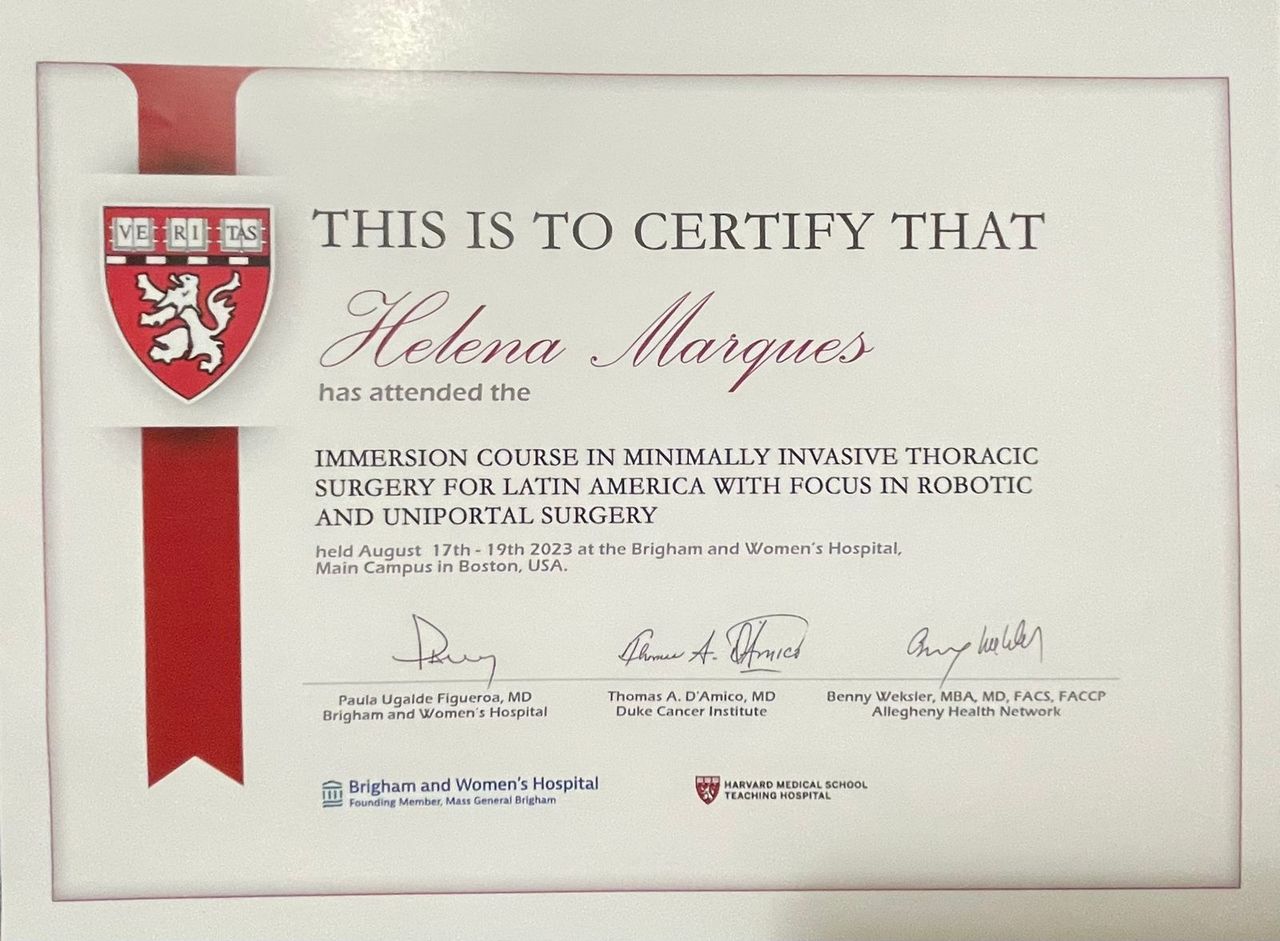 VE RI TAS
THIS IS TO CERTIFY THAT
Helena Marques
has attended the
IMMERSION COURSE IN MINIMALLY INVASIVE THORACIC
SURGERY FOR LATIN AMERICA WITH FOCUS IN ROBOTIC
AND UNIPORTAL SURGERY
held August 17th - 19th 2023 at the Brigham and Women's Hospital,
Main Campus in Boston, USA.
Thomas A. D'Amico
Paula Ugalde Figueroa, MD
Brigham and Women's Hospital
Thomas A. D'Amico, MD
Duke Cancer Institute
Benny Weksler, MBA, MD, FACS, FACCP
Allegheny Health Network
Brigham and Women's Hospital
Founding Member, Mass General Brigham
HARVARD MEDICAL SCHOOL
TEACHING HOSPITAL